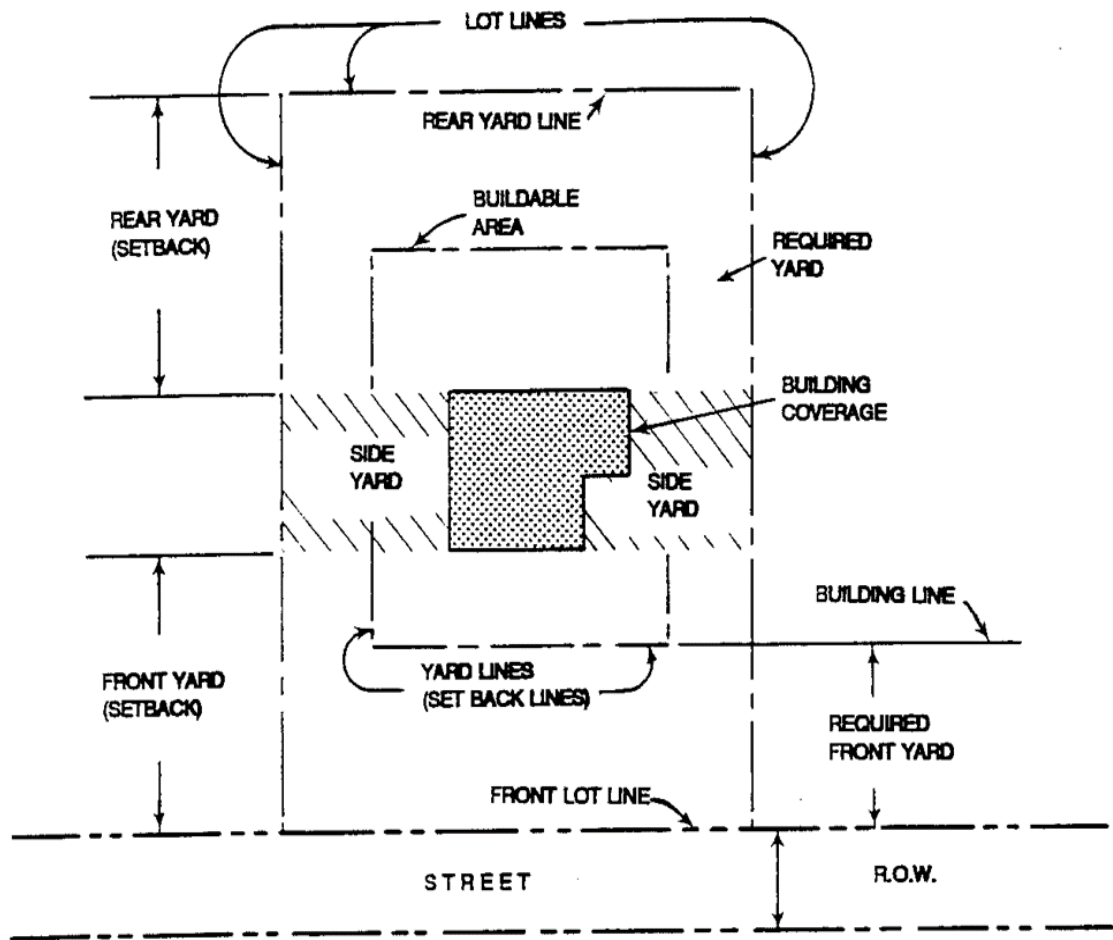 LOT LINES
REAR YARD LINE
BUILDABLE
AREA
REAR YARD
(SETBACK)
REQUIRED
YARD
BUILDING
COVERAGE
SIDE
YARD
SIDE
YARD
BUILDING LINE
YARD LINES
(SET BACK LINES)
FRONT YARD
(SETBACK)
REQUIRED
FRONT YARD
FRONT LOT LINE
STREET
R.O.W.